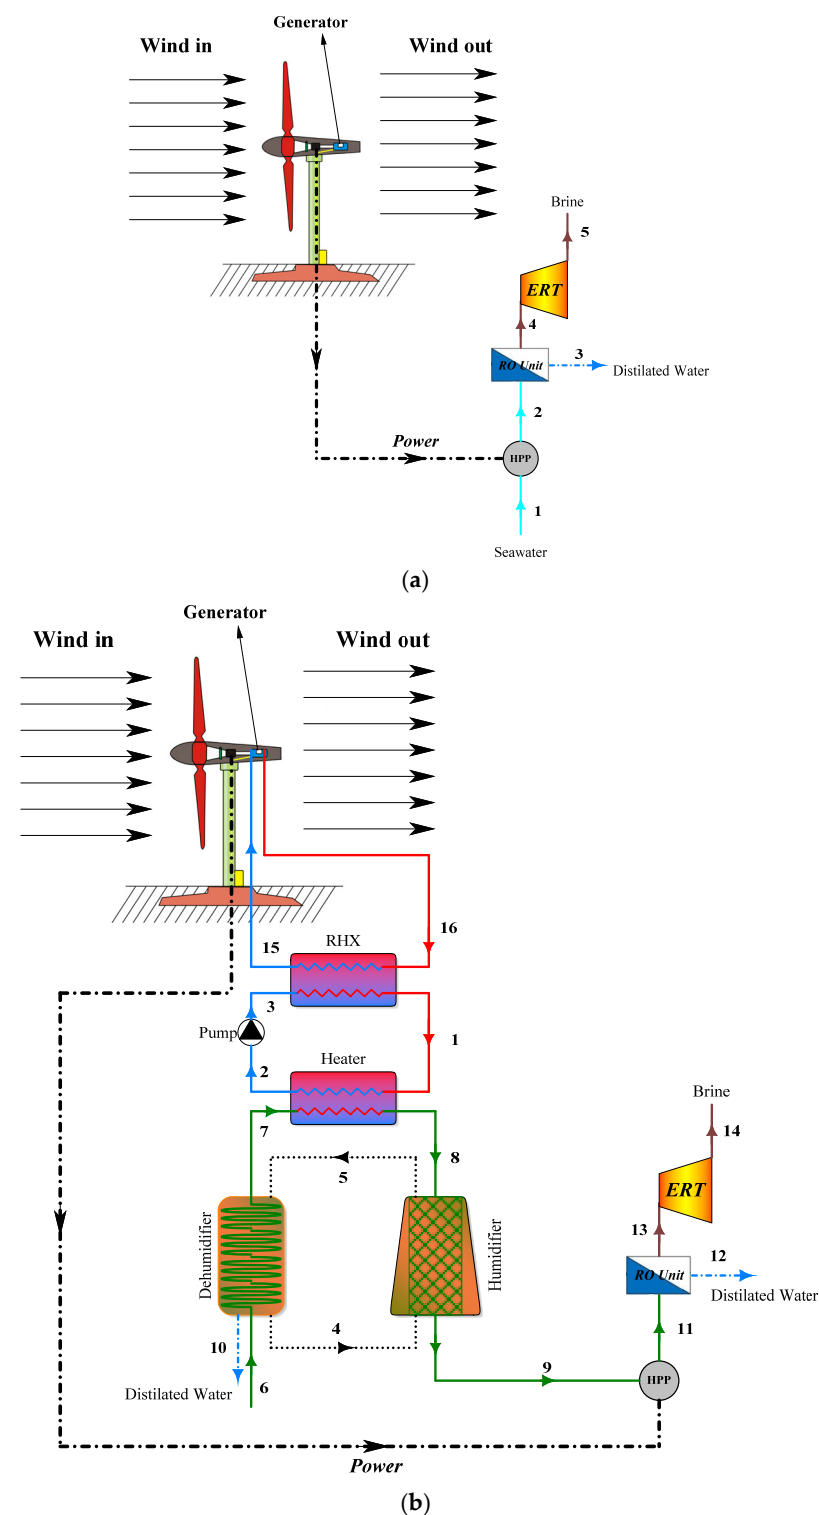 Generator
Wind in
Wind out
Brine
5
ERT
4
3
RO Unit
Distilated Water
2
Power
HPP
1
Seawater
(a)
Generator
Wind in
Wind out
16
15
RHX
3
Pump
1
Heater
2
Brine
7
14
8
5
ERT
Dehumidifier
Humidifier
13
12
RO Unit
Distilated Water
4
11
10
9
HPP
6
Distilated Water
Power
(b)